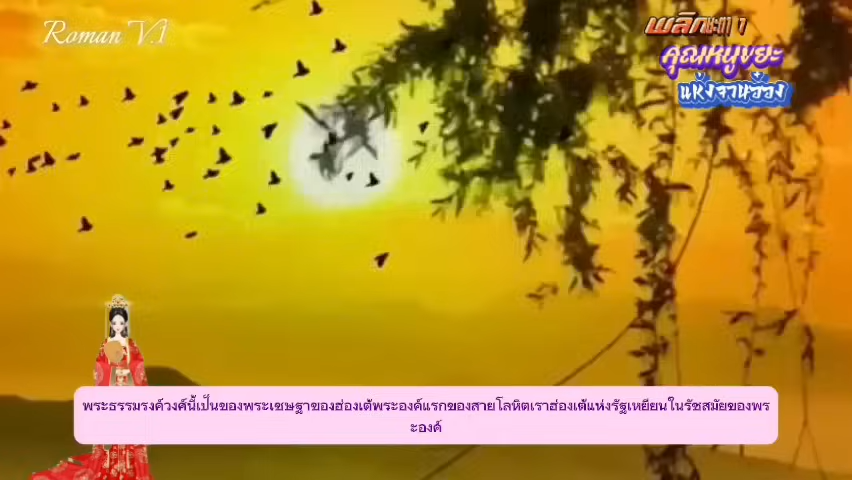 Roman V.1
พลิกชะตา 1
คุณหนูขยะ
แห่งจวนอ๋อง
พระธรรมรงค์วงศ์นี้เป็นของพระเชษฐาของฮ่องเต้พระองค์แรกของสายโลหิตเราฮ่องเต้แห่งรัฐเหยียนในรัชสมัยของพร
ะองค์